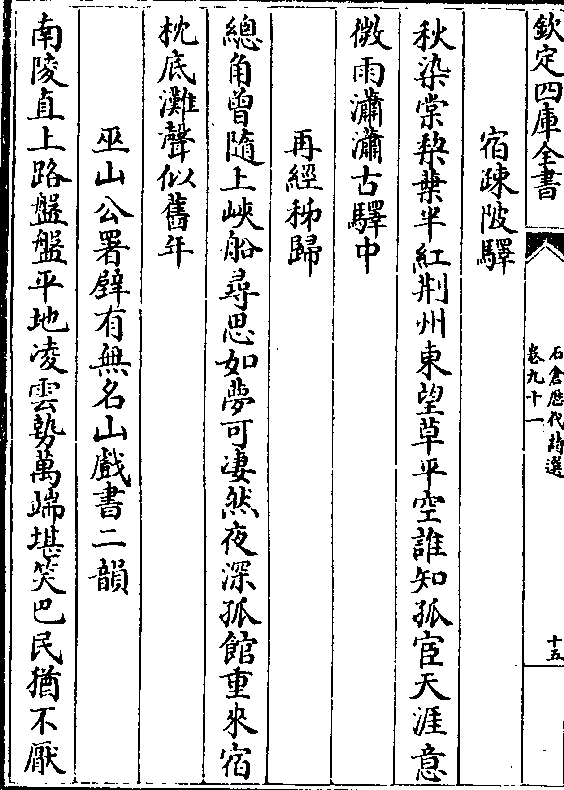 欽定四庫全書
石倉歷代詩選
卷九十一
十五
宿疎陂驛
秋染棠棃葉半紅荆州東望草平空誰知孤宦天涯意
微雨瀟瀟古驛中
再經秭歸
總角曾隨上峽船尋思如夢可凄然夜深孤館重來宿
枕底灘聲似舊年
巫山公署壁有無名山戲書二韻
南陵直上路盤盤平地凌雲勢萬端堪笑巴民猶不厭